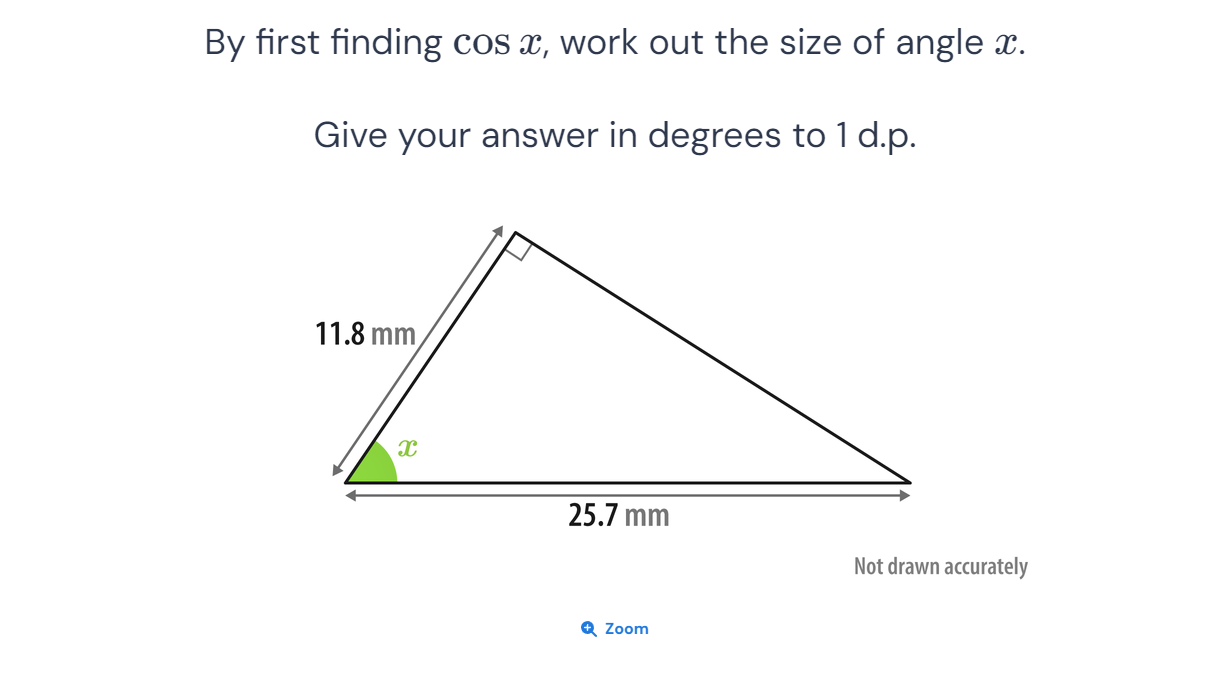 By first finding cos x, work out the size of angle x.
Give your answer in degrees to 1 d.p.
11.8 mm
x
25.7 mm
Not drawn accurately
Zoom